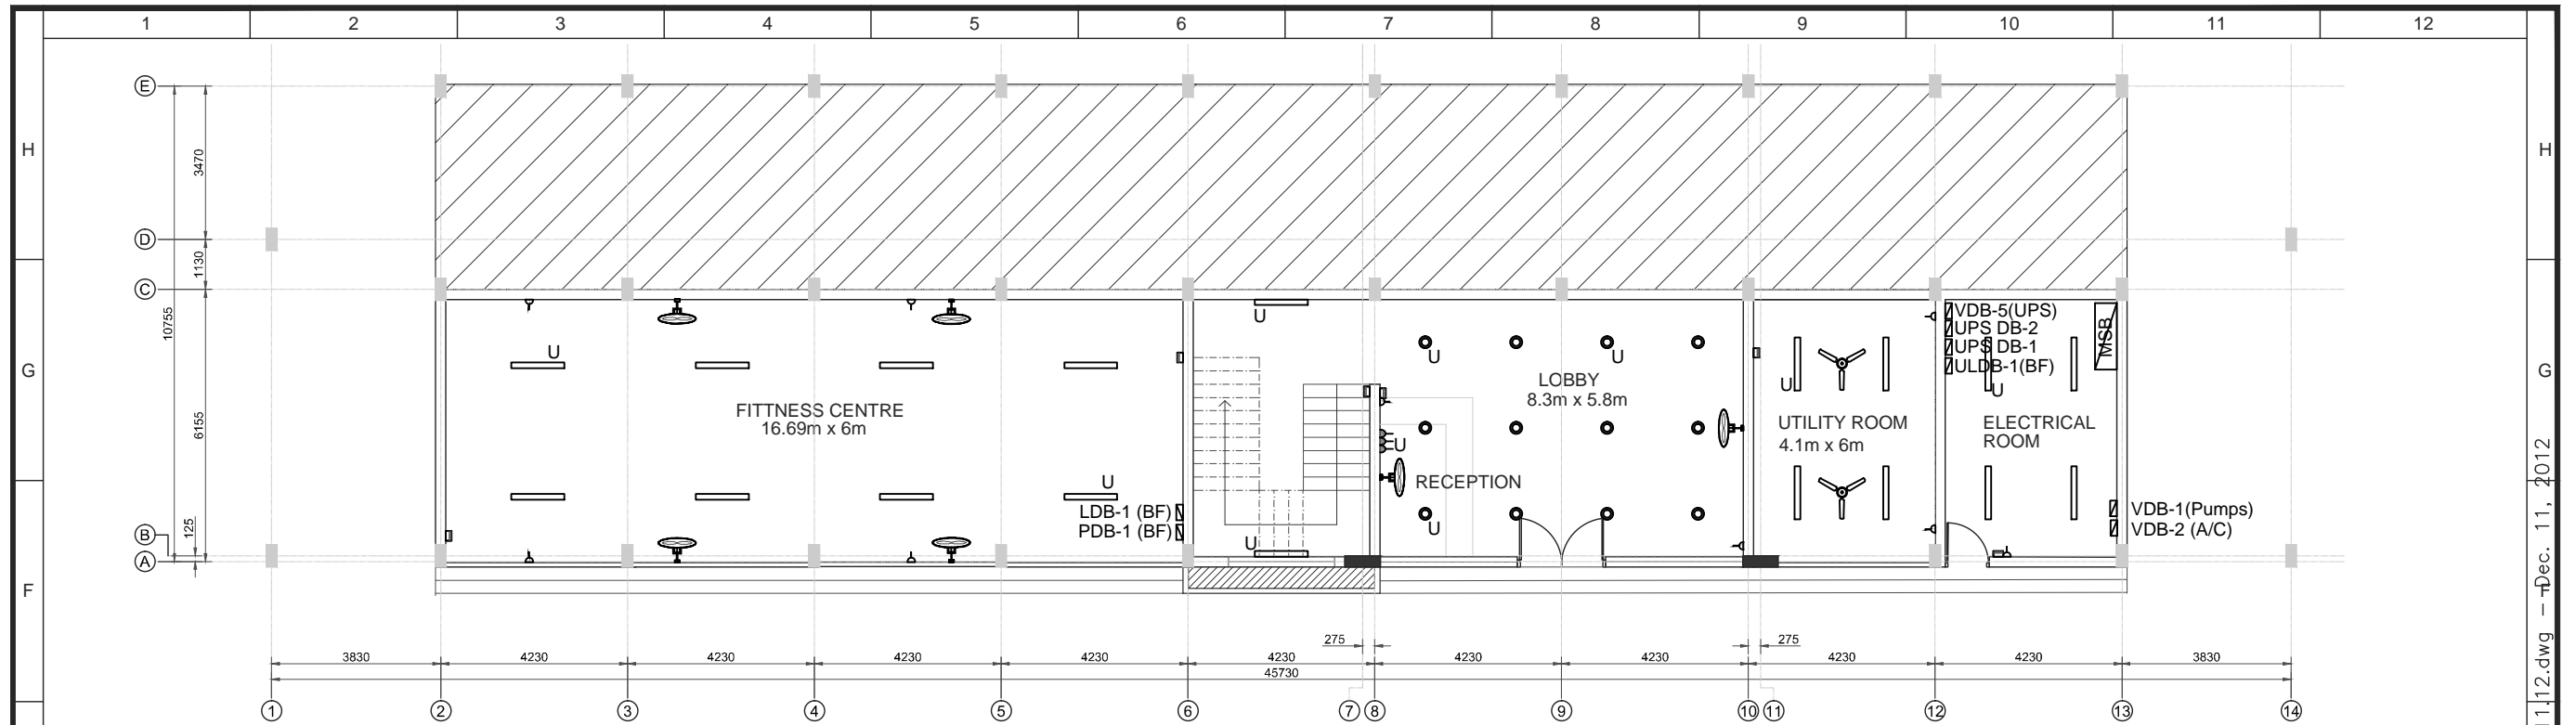 1 2 3 4 5 6 7 8 9 10 11 12
E
H
3470
H
D
1130
C
10755
G
6155
G
B
125
A
F
F
U
U
U
VDB-5(UPS)
UPS DB-2
UPS DB-1
ULDB-1(BF)
MSB
U
U
U
U
LOBBY
8.3m x 5.8m
FITTNESS CENTRE
16.69m x 6m
UTILITY ROOM
4.1m x 6m
ELECTRICAL
ROOM
U
U
RECEPTION
LDB-1 (BF)
PDB-1 (BF)
U
U
VDB-1(Pumps)
VDB-2 (A/C)
275
275
3830 4230 4230 4230 4230 4230 4230 4230 4230 4230 3830
45730
1 2 3 4 5 6 7 8 9 10 11 12 13 14
1.12.dwg - Dec. 11, 2012